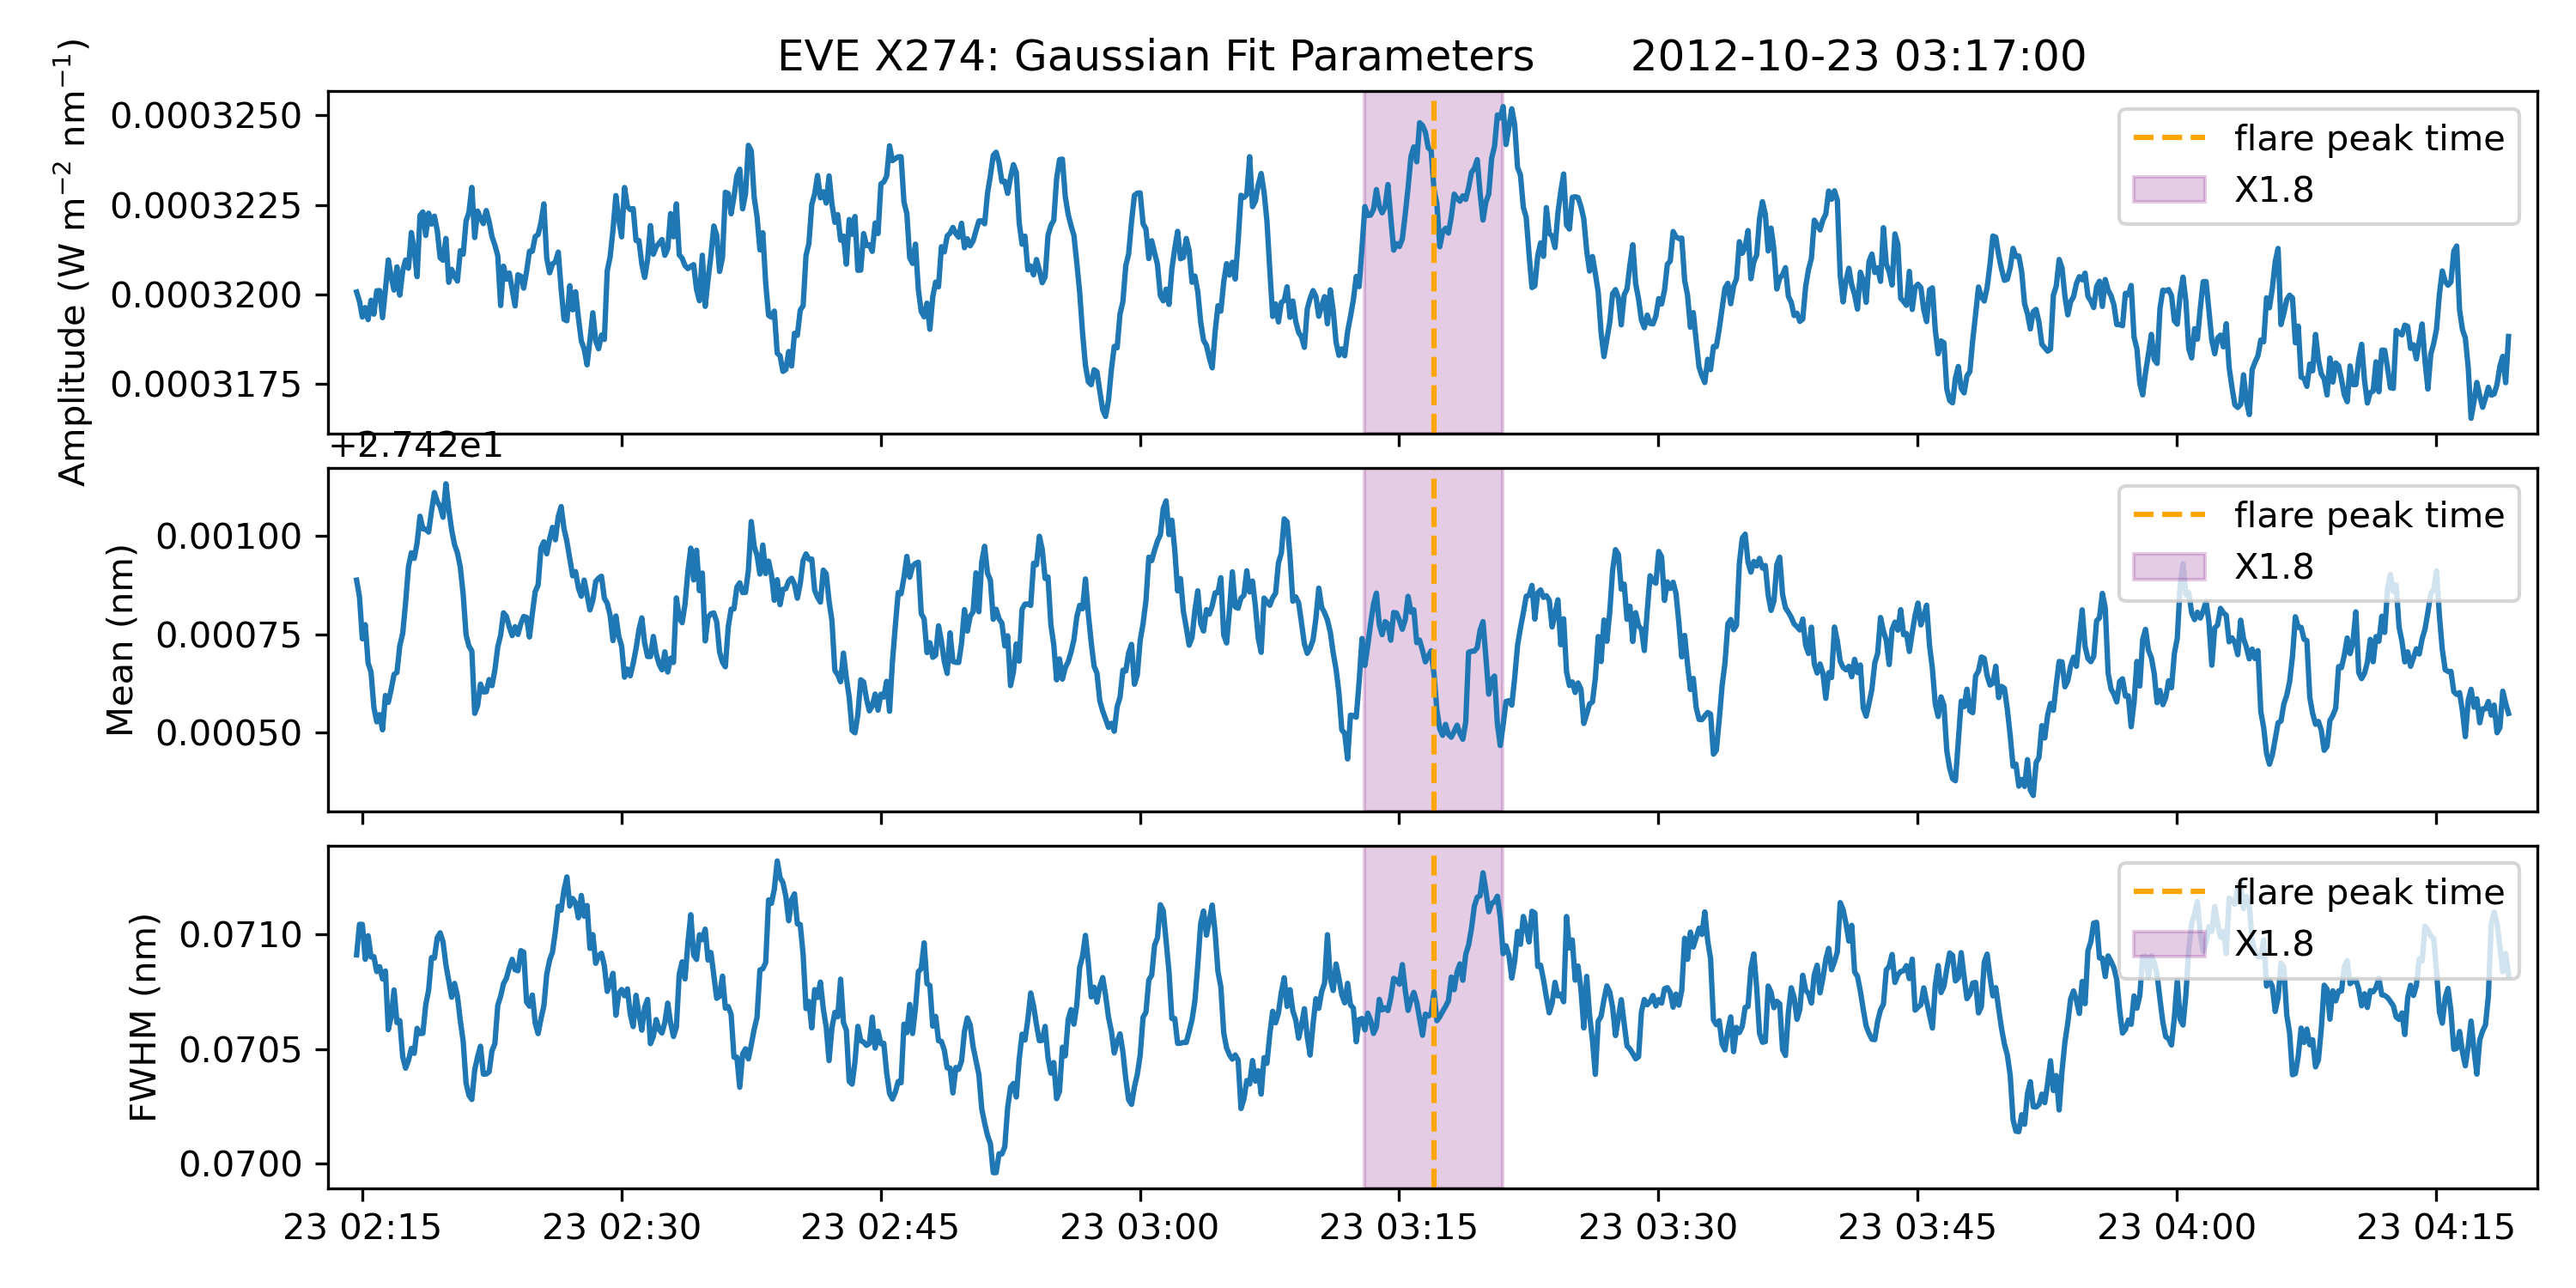 EVE X274: Gaussian Fit Parameters 2012-10-23 03:17:00
Amplitude (W m⁻² nm⁻¹)
0.0003250
0.0003225
0.0003200
0.0003175
flare peak time
X1.8
+2.742e1
Mean (nm)
0.00100
0.00075
0.00050
flare peak time
X1.8
FWHM (nm)
0.0710
0.0705
0.0700
flare peak time
X1.8
23 02:15 23 02:30 23 02:45 23 03:00 23 03:15 23 03:30 23 03:45 23 04:00 23 04:15